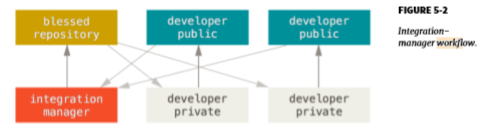 blessed
repository
developer
public
developer
public
integration
manager
developer
private
developer
private
FIGURE 5-2
Integration–
manager workflow.